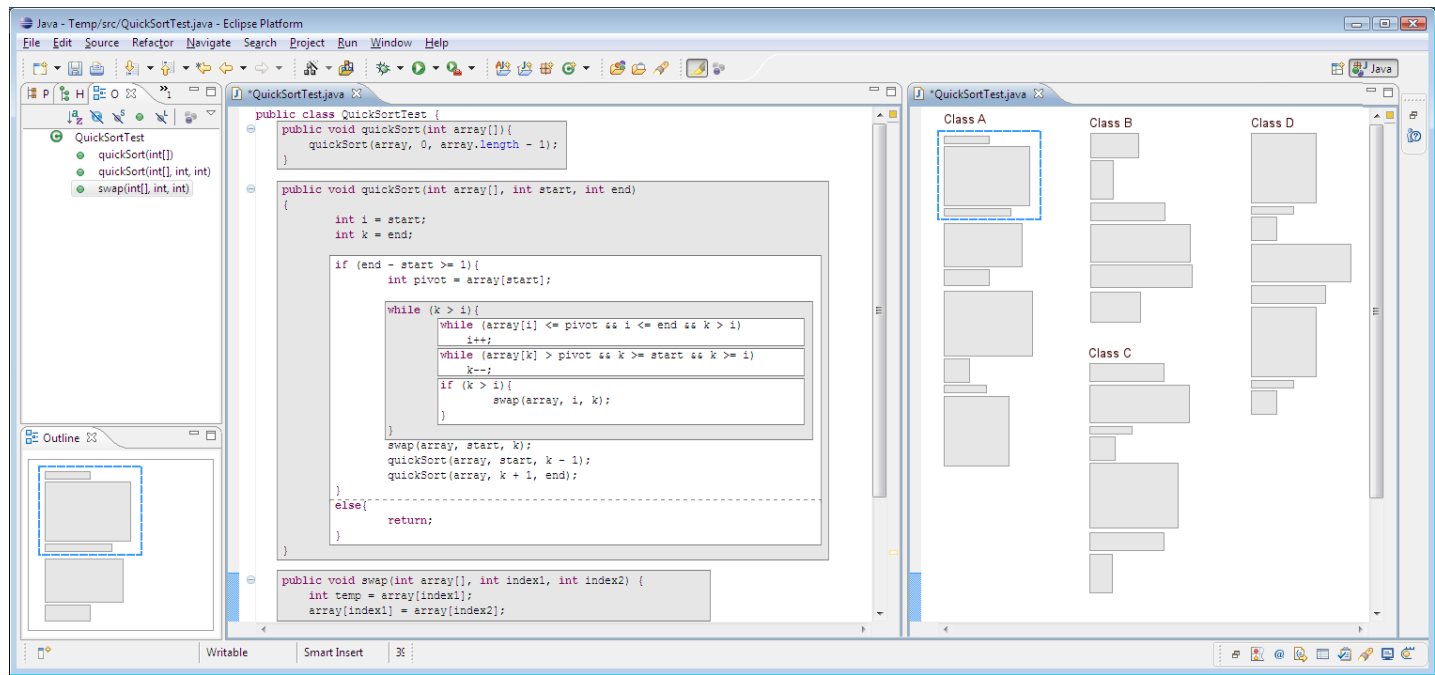 Java - Temp/src/QuickSortTest.java - Eclipse Platform
File Edit Source Refactor Navigate Search Project Run Window Help
Java
P H O »1
QuickSortTest
quickSort(int[])
quickSort(int[], int, int)
swap(int[], int, int)
Outline
*QuickSortTest.java
public class QuickSortTest {
public void quickSort(int array[]){
quickSort(array, 0, array.length - 1);
}
public void quickSort(int array[], int start, int end)
{
int i = start;
int k = end;
if (end - start >= 1){
int pivot = array[start];
while (k > i){
while (array[i] <= pivot && i <= end && k > i)
i++;
while (array[k] > pivot && k >= start && k >= i)
k--;
if (k > i){
swap(array, i, k);
}
}
swap(array, start, k);
quickSort(array, start, k - 1);
quickSort(array, k + 1, end);
}
else{
return;
}
}
public void swap(int array[], int index1, int index2) {
int temp = array[index1];
array[index1] = array[index2];
*QuickSortTest.java
Class A
Class B
Class C
Class D
Writable Smart Insert